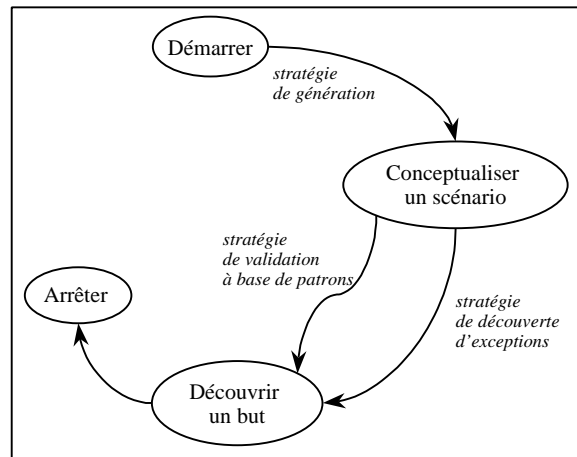 Démarrer
stratégie
de génération
Conceptualiser
un scénario
stratégie
de validation
à base de patrons
Arrêter
stratégie
de découverte
d'exceptions
Découvrir
un but